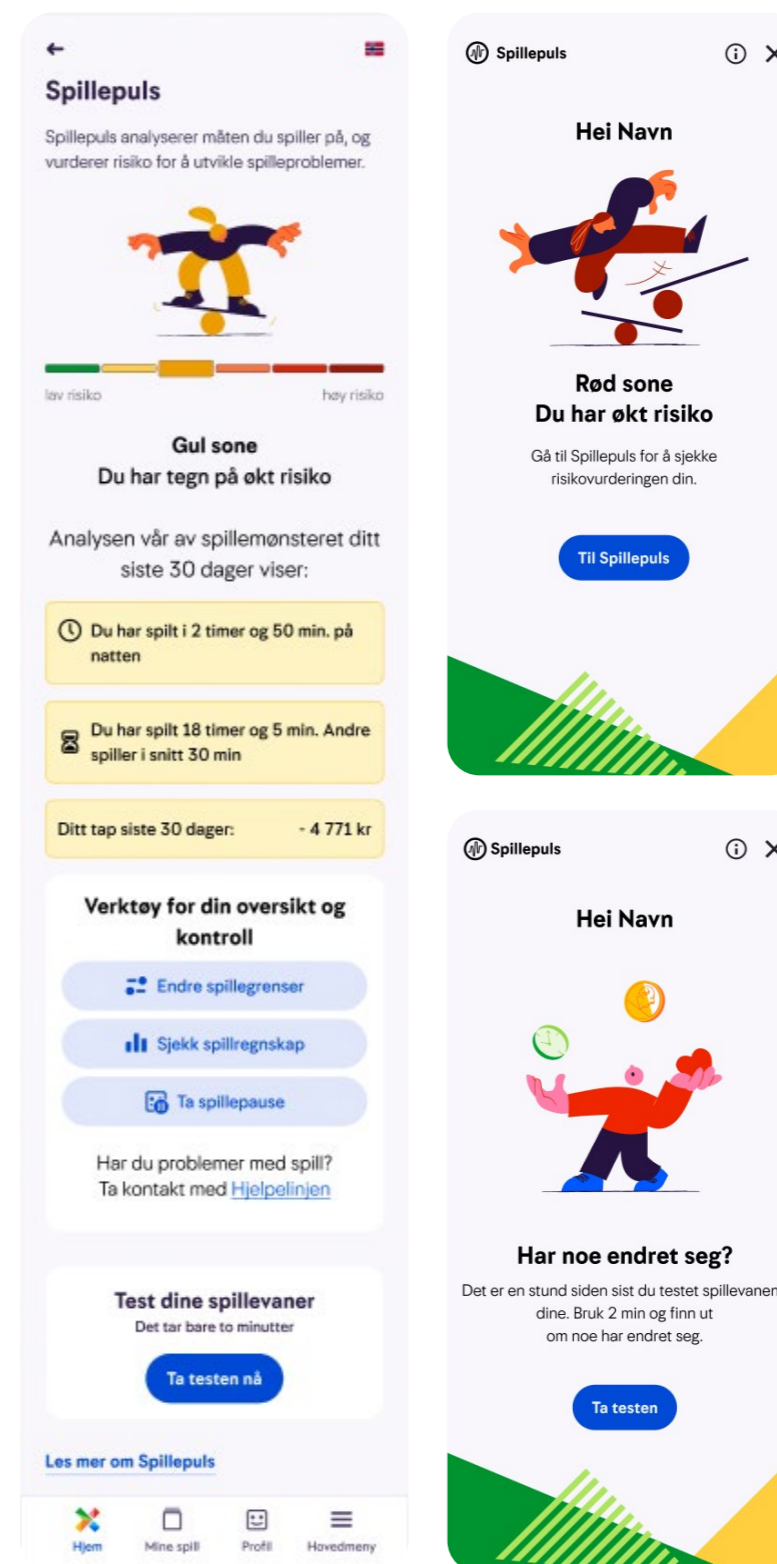 Spillepuls
Spillepuls analyserer måten du spiller på, og
vurderer risiko for å utvikle spilleproblemer.
lav risiko
høy risiko
Gul sone
Du har tegn på økt risiko
Analysen vår av spillemønsteret ditt
siste 30 dager viser:
Du har spilt i 2 timer og 50 min. på
natten
Du har spilt 18 timer og 5 min. Andre
spiller i snitt 30 min
Ditt tap siste 30 dager: - 4 771 kr
Verktøy for din oversikt og
kontroll
Endre spillegrenser
Sjekk spillregnskap
Ta spillepause
Har du problemer med spill?
Ta kontakt med Hjelpelinjen
Test dine spillevaner
Det tar bare to minutter
Ta testen nå
Les mer om Spillepuls
Hjem
Mine spill
Profil
Hovedmeny
Spillepuls
Hei Navn
Rød sone
Du har økt risiko
Gå til Spillepuls for å sjekke
risikovurderingen din.
Til Spillepuls
Spillepuls
Hei Navn
Har noe endret seg?
Det er en stund siden sist du testet spillevanen
dine. Bruk 2 min og finn ut
om noe har endret seg.
Ta testen